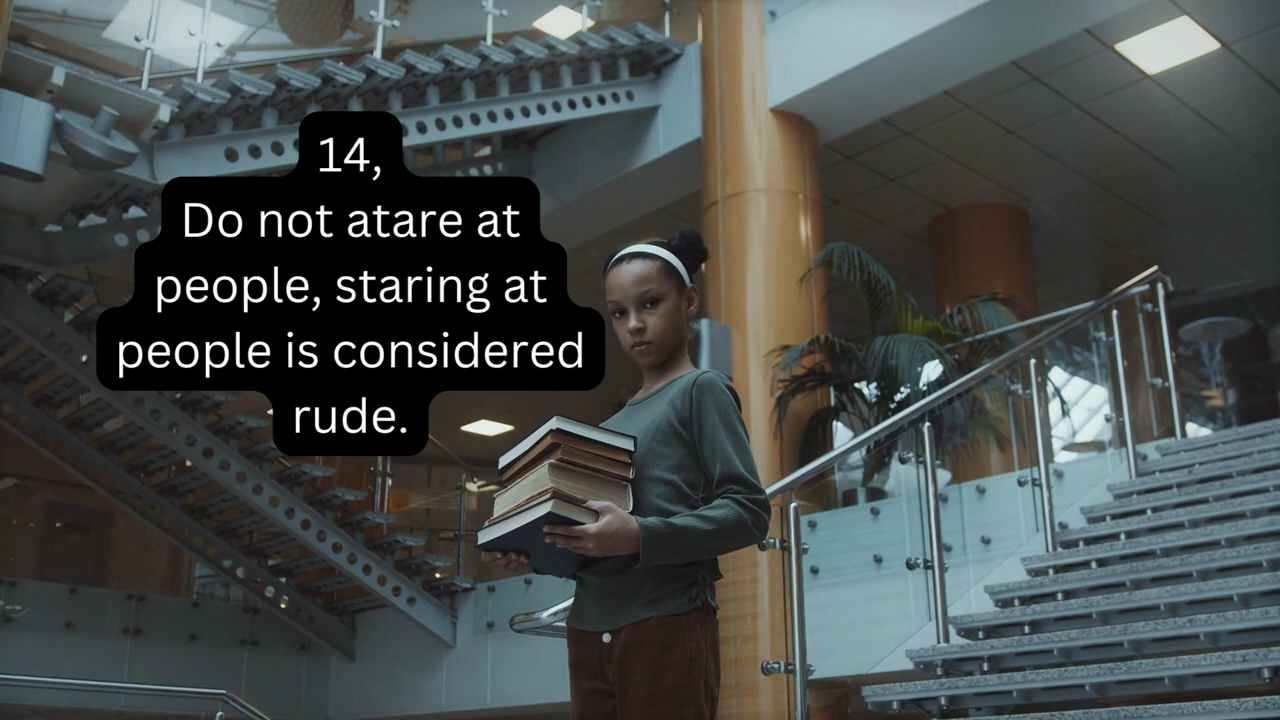 14,
Do not atare at
people, staring at
people is considered
rude.